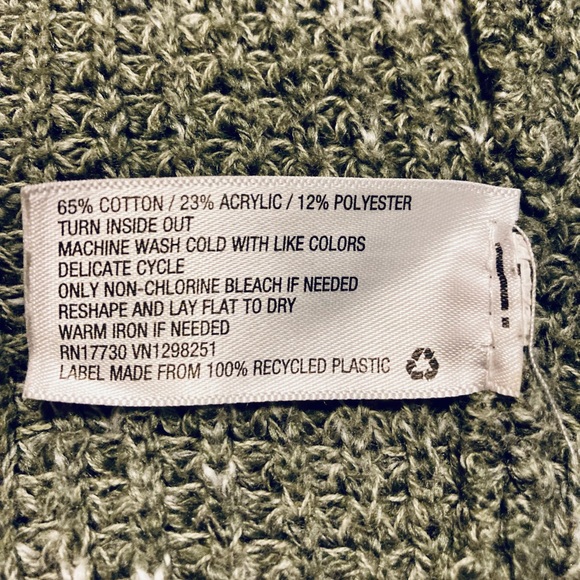 65% COTTON / 23% ACRYLIC / 12% POLYESTER
TURN INSIDE OUT
MACHINE WASH COLD WITH LIKE COLORS
DELICATE CYCLE
ONLY NON-CHLORINE BLEACH IF NEEDED
RESHAPE AND LAY FLAT TO DRY
WARM IRON IF NEEDED
RN17730 VN1298251
LABEL MADE FROM 100% RECYCLED PLASTIC